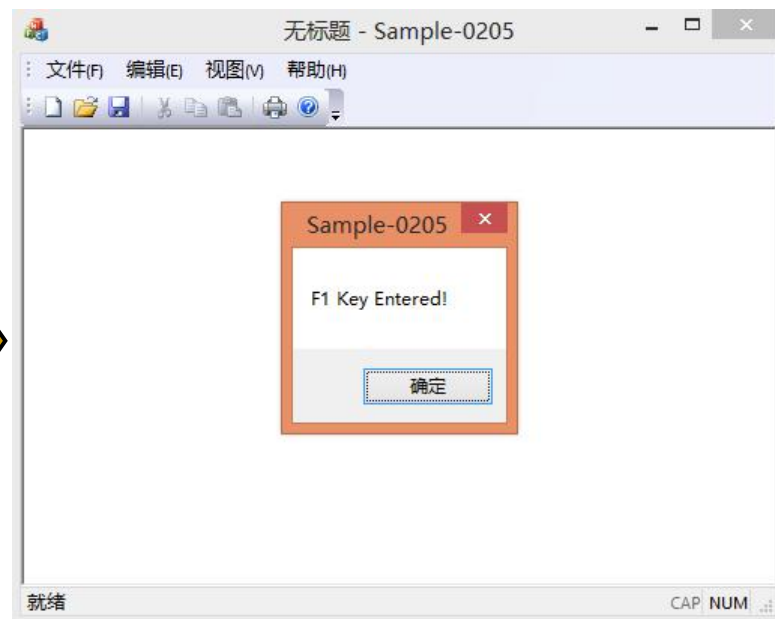 无标题 - Sample-0205
文件(F) 编辑(E) 视图(V) 帮助(H)
Sample-0205
F1 Key Entered!
确定
就绪 CAP NUM